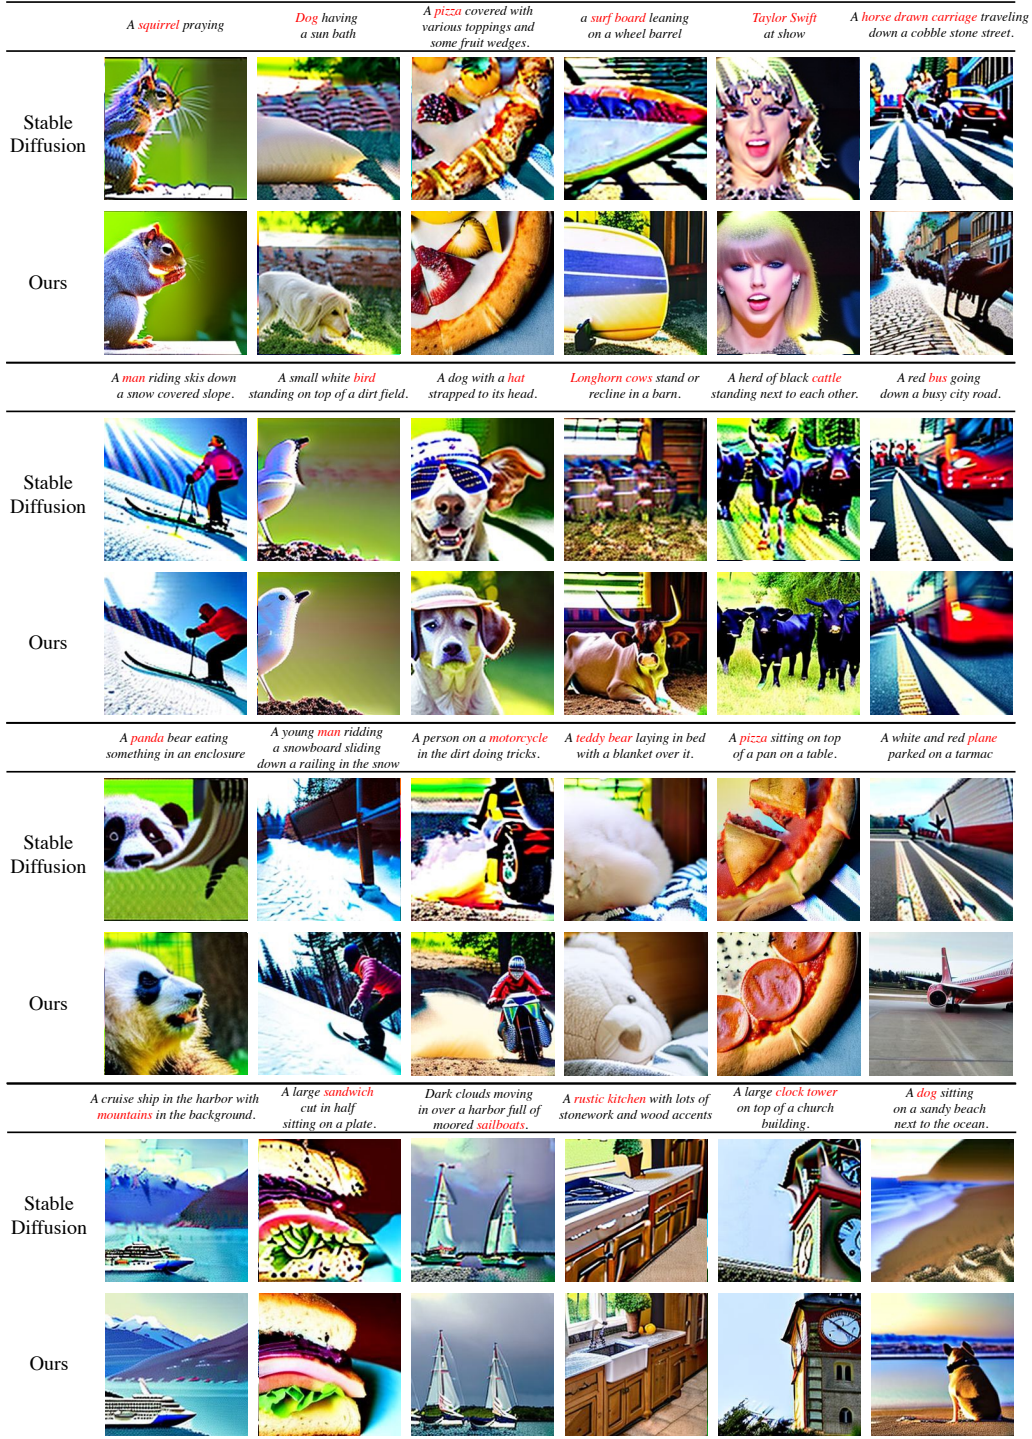 A squirrel praying
Dog having
a sun bath
A pizza covered with
various toppings and
some fruit wedges.
a surf board leaning
on a wheel barrel
Taylor Swift
at show
A horse drawn carriage traveling
down a cobble stone street.
Stable
Diffusion
Ours
A man riding skis down
a snow covered slope.
A small white bird
standing on top of a dirt field.
A dog with a hat
strapped to its head.
Longhorn cows stand or
recline in a barn.
A herd of black cattle
standing next to each other.
A red bus going
down a busy city road.
Stable
Diffusion
Ours
A panda bear eating
something in an enclosure
A young man ridding
a snowboard sliding
down a railing in the snow
A person on a motorcycle
in the dirt doing tricks.
A teddy bear laying in bed
with a blanket over it.
A pizza sitting on top
of a pan on a table.
A white and red plane
parked on a tarmac
Stable
Diffusion
Ours
A cruise ship in the harbor with
mountains in the background.
A large sandwich
cut in half
sitting on a plate.
Dark clouds moving
in over a harbor full of
moored sailboats.
A rustic kitchen with lots of
stonework and wood accents
A large clock tower
on top of a church
building.
A dog sitting
on a sandy beach
next to the ocean.
Stable
Diffusion
Ours